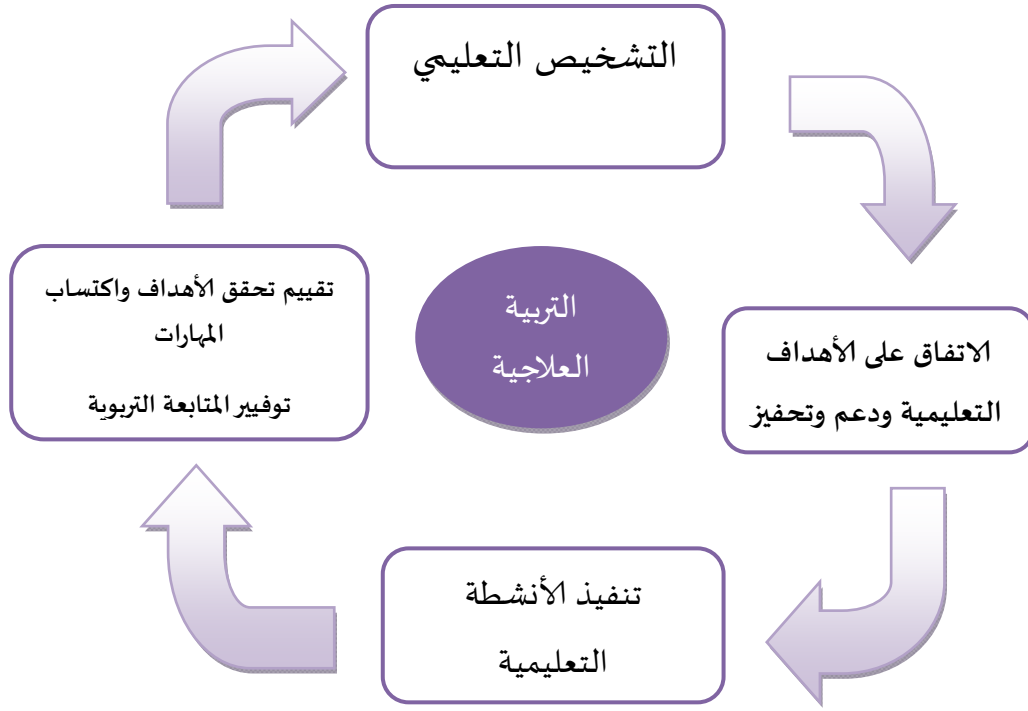 التشخيص التعليمي
الاتفاق على الأهداف
التعليمية ودعم وتحفيز
تنفيذ الأنشطة
التعليمية
تقييم تحقق الأهداف واكتساب
المهارات
توفيير المتابعة التربوية
التربية
العلاجية